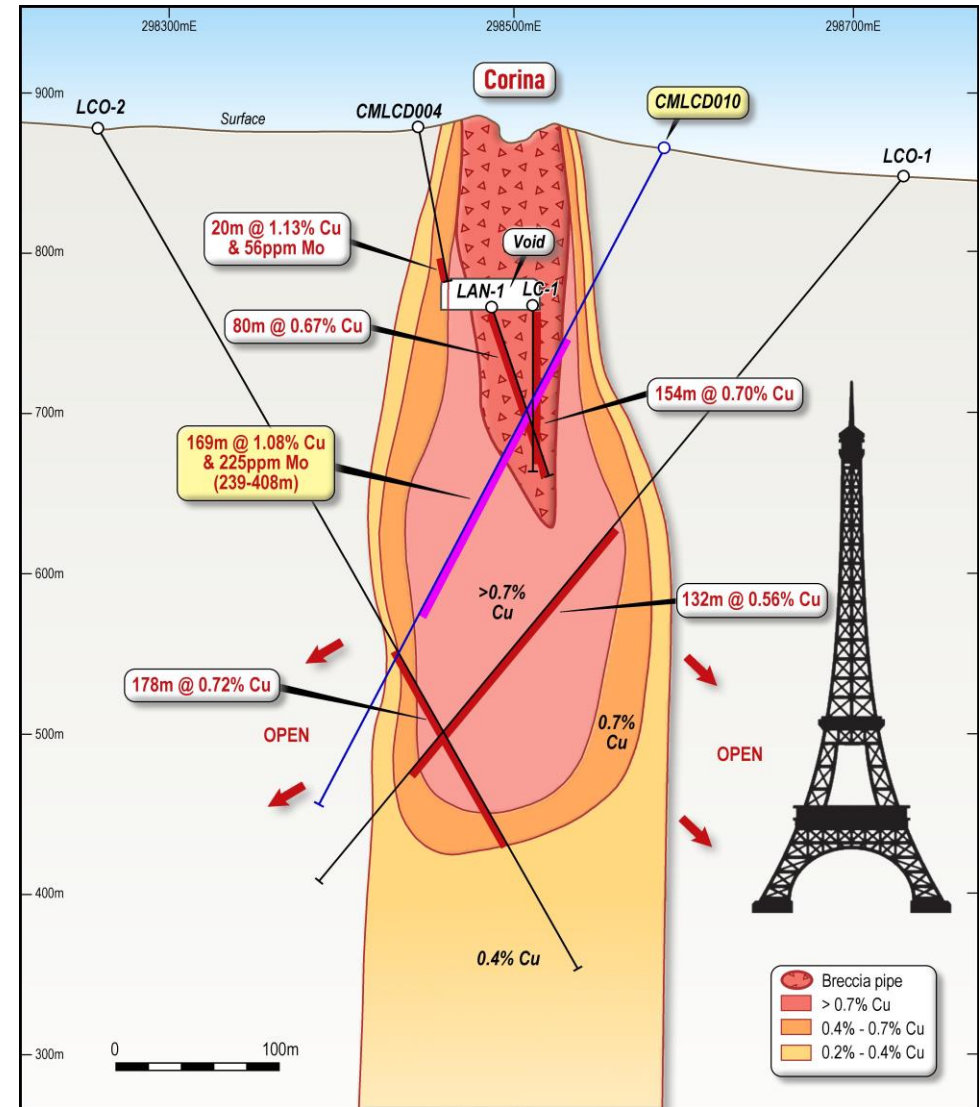 298300mE
298500mE
298700mE
Corina
900m
LCO-2
Surface
CMLCD004
CMLCD010
LCO-1
20m @ 1.13% Cu
& 56ppm Mo
Void
800m
LAN-1
LC-1
80m @ 0.67% Cu
154m @ 0.70% Cu
700m
169m @ 1.08% Cu
& 225ppm Mo
(239-408m)
600m
>0.7%
Cu
132m @ 0.56% Cu
178m @ 0.72% Cu
OPEN
0.7%
Cu
OPEN
500m
400m
0.4% Cu
Breccia pipe
> 0.7% Cu
0.4% - 0.7% Cu
0.2% - 0.4% Cu
0
100m
300m